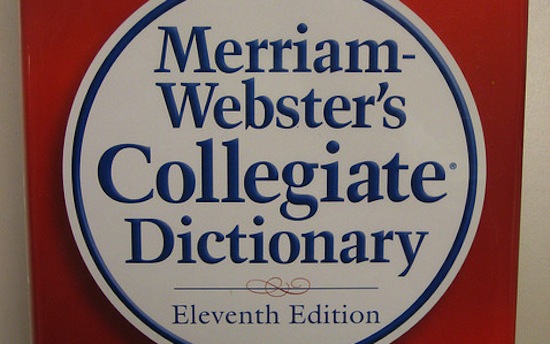 Merriam-
Webster's
Collegiate®
Dictionary
Eleventh Edition